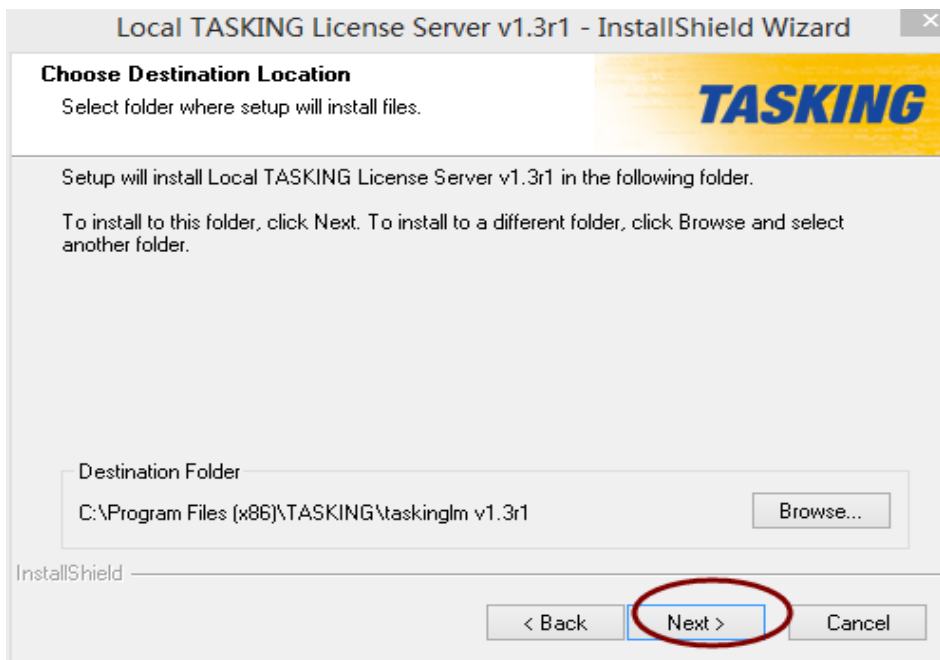 Local TASKING License Server v1.3r1 - InstallShield Wizard
Choose Destination Location
Select folder where setup will install files.
TASKING
Setup will install Local TASKING License Server v1.3r1 in the following folder.
To install to this folder, click Next. To install to a different folder, click Browse and select
another folder.
Destination Folder
C:\Program Files (x86)\TASKING\taskinglm v1.3r1
Browse...
InstallShield
< Back
Next >
Cancel